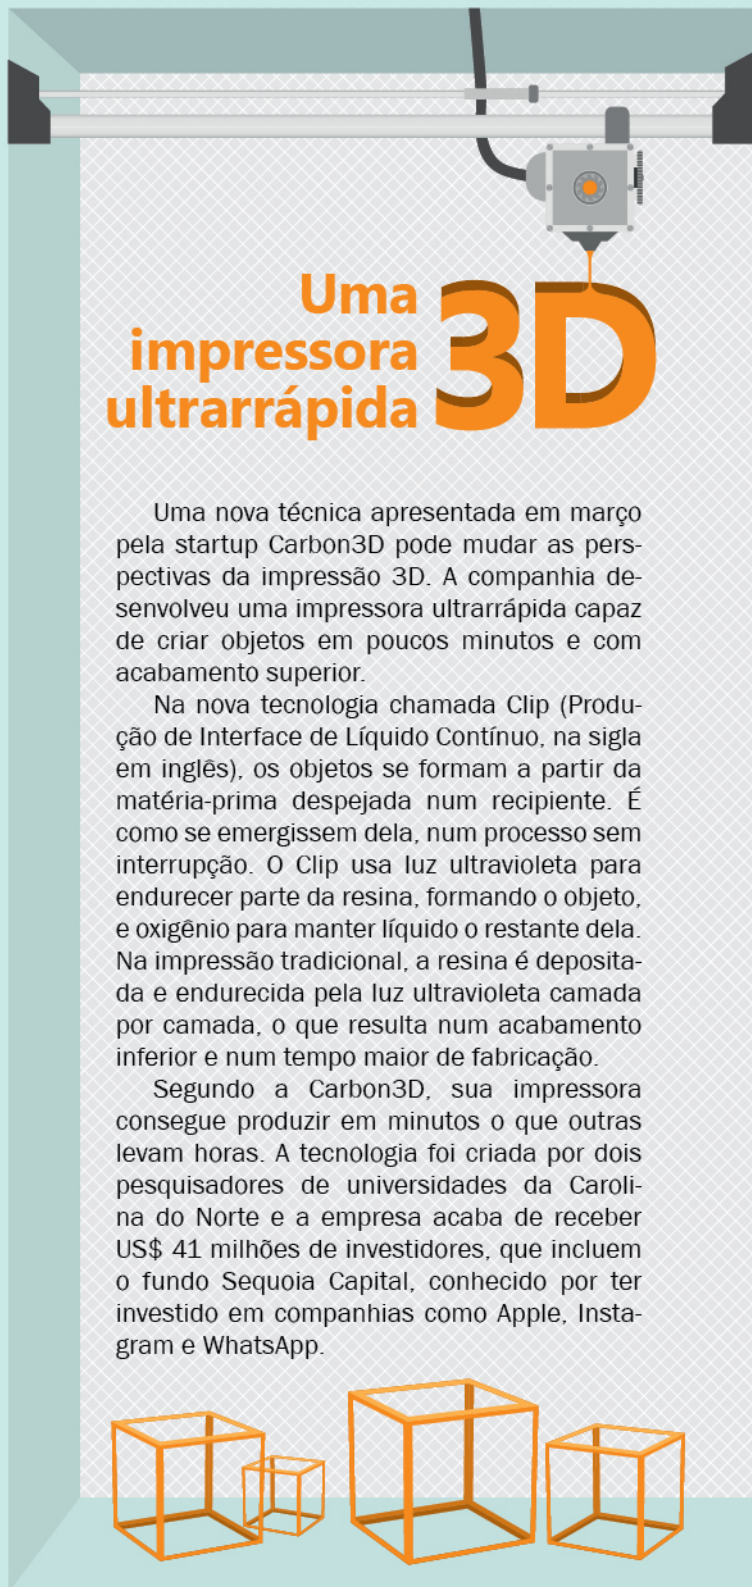 Uma
impressora
ultrarrápida
3D
Uma nova técnica apresentada em março
pela startup Carbon3D pode mudar as pers-
pectivas da impressão 3D. A companhia de-
senvolveu uma impressora ultrarrápida capaz
de criar objetos em poucos minutos e com
acabamento superior.
Na nova tecnologia chamada Clip (Produ-
ção de Interface de Líquido Contínuo, na sigla
em inglês), os objetos se formam a partir da
matéria-prima despejada num recipiente. É
como se emergissem dela, num processo sem
interrupção. O Clip usa luz ultravioleta para
endurecer parte da resina, formando o objeto,
e oxigênio para manter líquido o restante dela.
Na impressão tradicional, a resina é deposita-
da e endurecida pela luz ultravioleta camada
por camada, o que resulta num acabamento
inferior e num tempo maior de fabricação.
Segundo a Carbon3D, sua impressora
consegue produzir em minutos o que outras
levam horas. A tecnologia foi criada por dois
pesquisadores de universidades da Caroli-
na do Norte e a empresa acaba de receber
US$ 41 milhões de investidores, que incluem
o fundo Sequoia Capital, conhecido por ter
investido em companhias como Apple, Insta-
gram e WhatsApp.